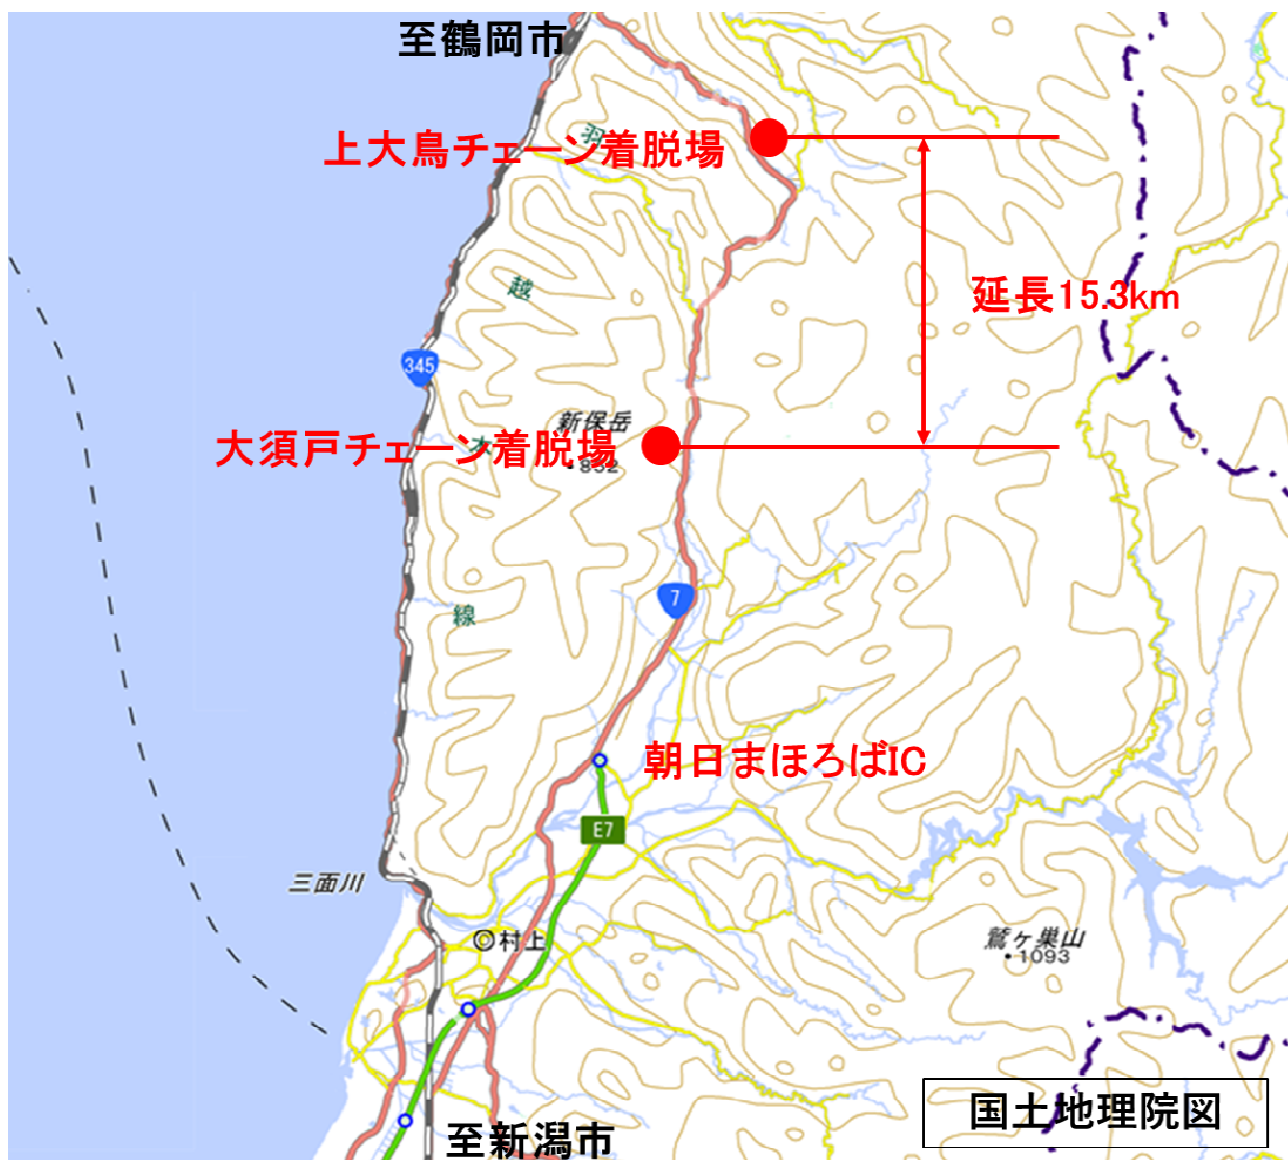 至鶴岡市
羽
上大鳥チェーン着脱場
越
延長15.3km
345
新保岳
本
大須戸チェーン着脱場
・852
線
7
朝日まほろばIC
E7
三面川
村上
鷲ヶ巣山
・1093
国土地理院図
至新潟市